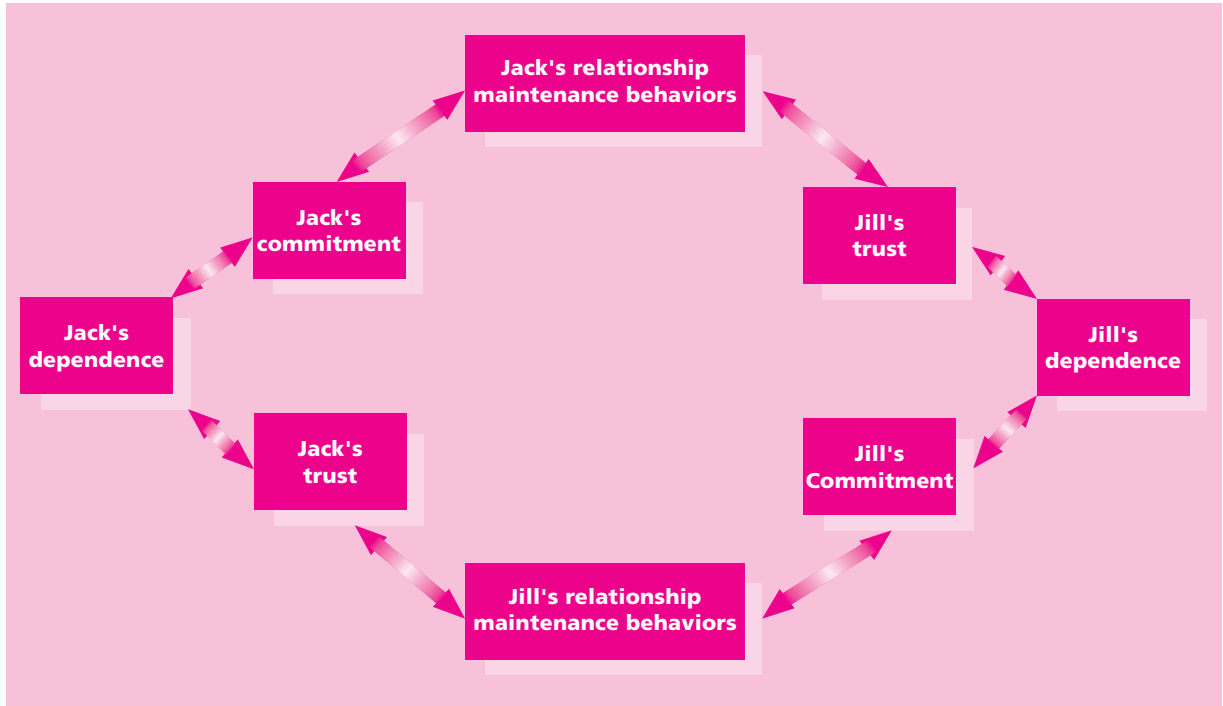 Jack's relationship
maintenance behaviors
Jack's
commitment
Jill's
trust
Jack's
dependence
Jill's
dependence
Jack's
trust
Jill's
Commitment
Jill's relationship
maintenance behaviors